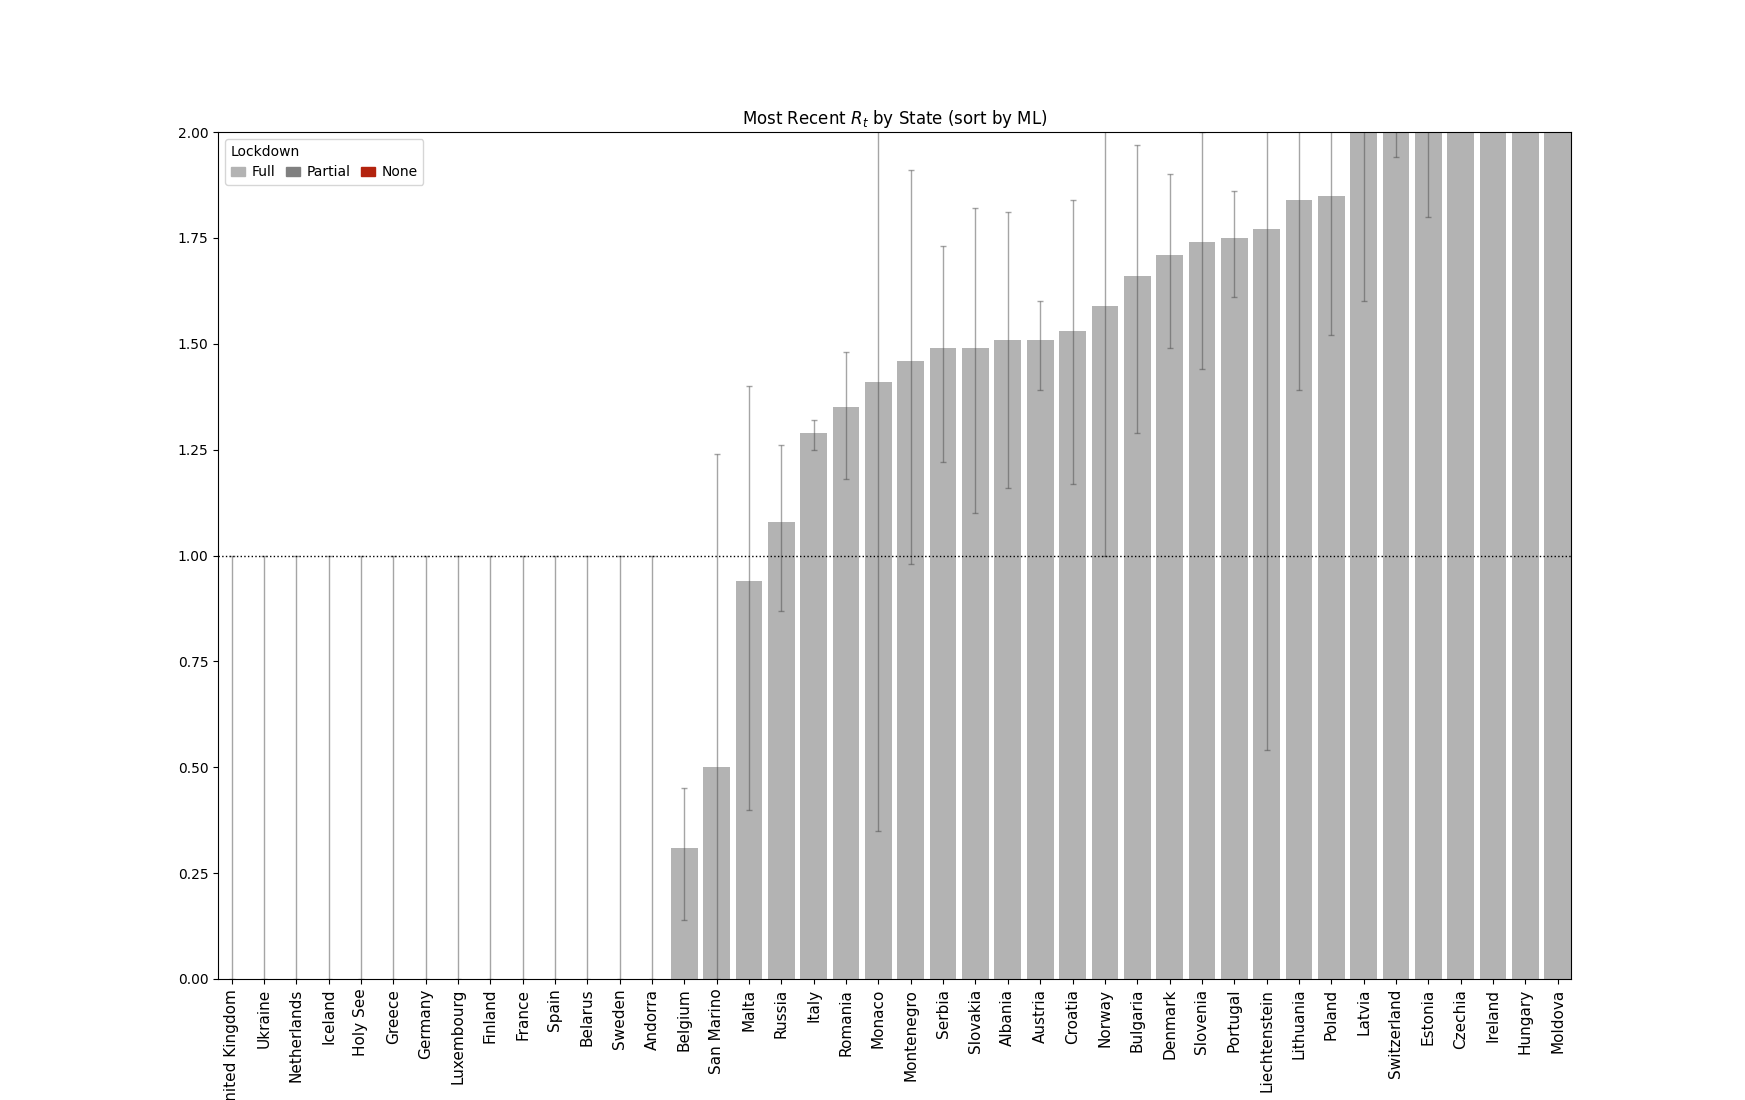 Most Recent Rt by State (sort by ML)
Lockdown
Full Partial None
2.00
1.75
1.50
1.25
1.00
0.75
0.50
0.25
0.00
nited Kingdom
Ukraine
Netherlands
Iceland
Holy See
Greece
Germany
Luxembourg
Finland
France
Spain
Belarus
Sweden
Andorra
Belgium
San Marino
Malta
Russia
Italy
Romania
Monaco
Montenegro
Serbia
Slovakia
Albania
Austria
Croatia
Norway
Bulgaria
Denmark
Slovenia
Portugal
Liechtenstein
Lithuania
Poland
Latvia
Switzerland
Estonia
Czechia
Ireland
Hungary
Moldova